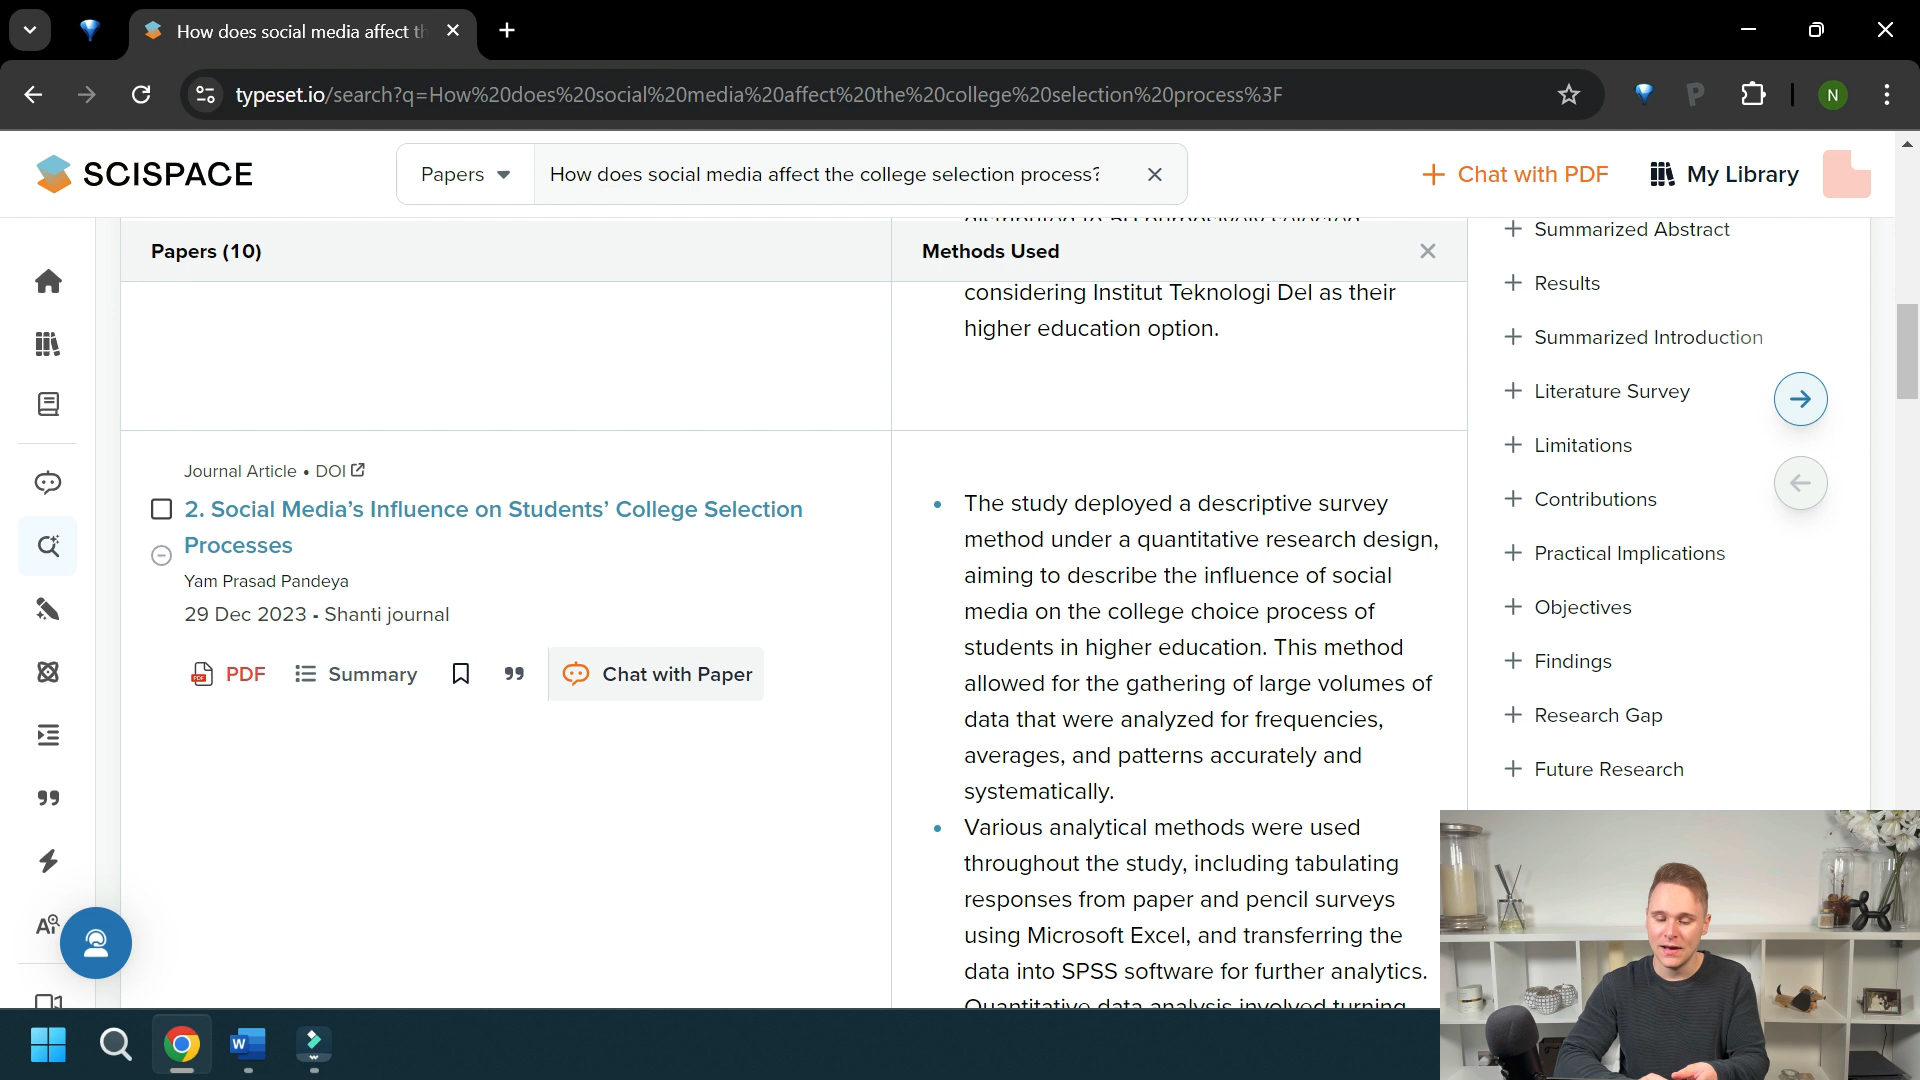 How does social media affect th
typeset.io/search?q=How%20does%20social%20media%20affect%20the%20college%20selection%20process%3F
N
SCISPACE
Papers
How does social media affect the college selection process?
Chat with PDF
My Library
Papers (10)
Methods Used
considering Institut Teknologi Del as their
higher education option.
Journal Article • DOI
2. Social Media's Influence on Students' College Selection
Processes
Yam Prasad Pandeya
29 Dec 2023 - Shanti journal
PDF
Summary
Chat with Paper
• The study deployed a descriptive survey
method under a quantitative research design,
aiming to describe the influence of social
media on the college choice process of
students in higher education. This method
allowed for the gathering of large volumes of
data that were analyzed for frequencies,
averages, and patterns accurately and
systematically.
• Various analytical methods were used
throughout the study, including tabulating
responses from paper and pencil surveys
using Microsoft Excel, and transferring the
data into SPSS software for further analytics.
Quantitative data analysis involved turning
+ Summarized Abstract
+ Results
+ Summarized Introduction
+ Literature Survey
+ Limitations
+ Contributions
+ Practical Implications
+ Objectives
+ Findings
+ Research Gap
+ Future Research